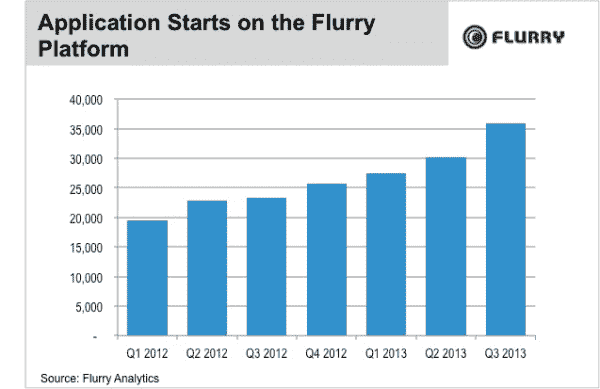 Application Starts on the Flurry
Platform
FLURRY
40,000
35,000
30,000
25,000
20,000
15,000
10,000
5,000
-
Q1 2012 Q2 2012 Q3 2012 Q4 2012 Q1 2013 Q2 2013 Q3 2013
Source: Flurry Analytics